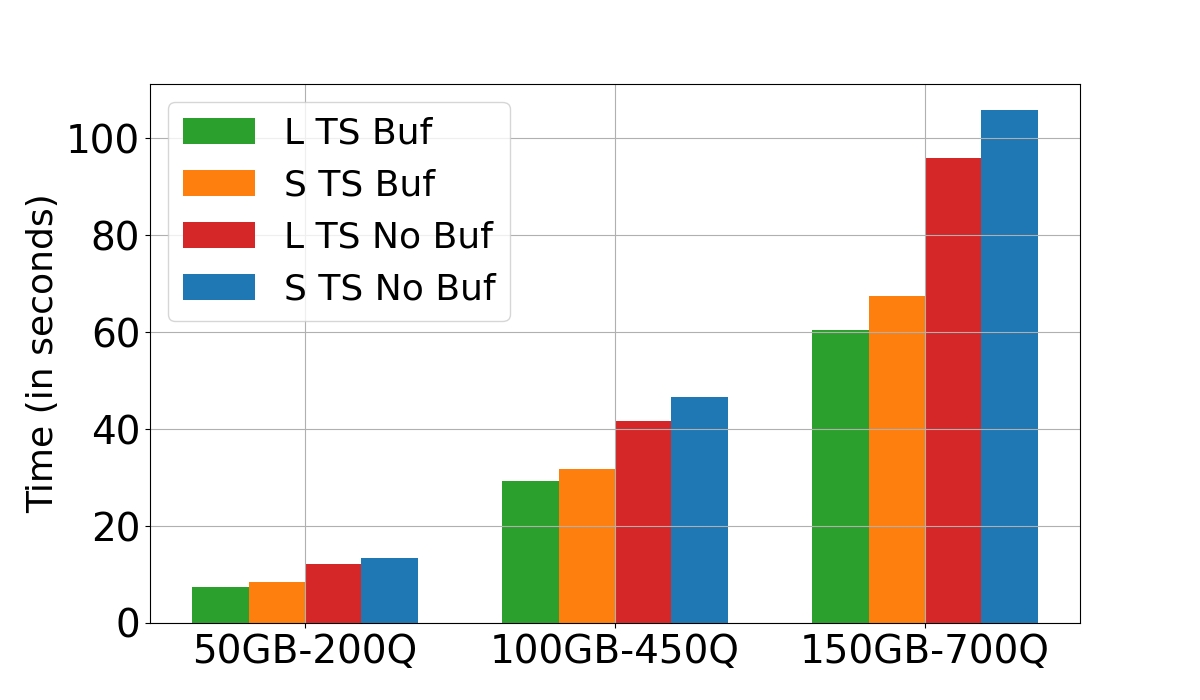 L TS Buf
S TS Buf
L TS No Buf
S TS No Buf
Time (in seconds)
100
80
60
40
20
0
50GB-200Q 100GB-450Q 150GB-700Q